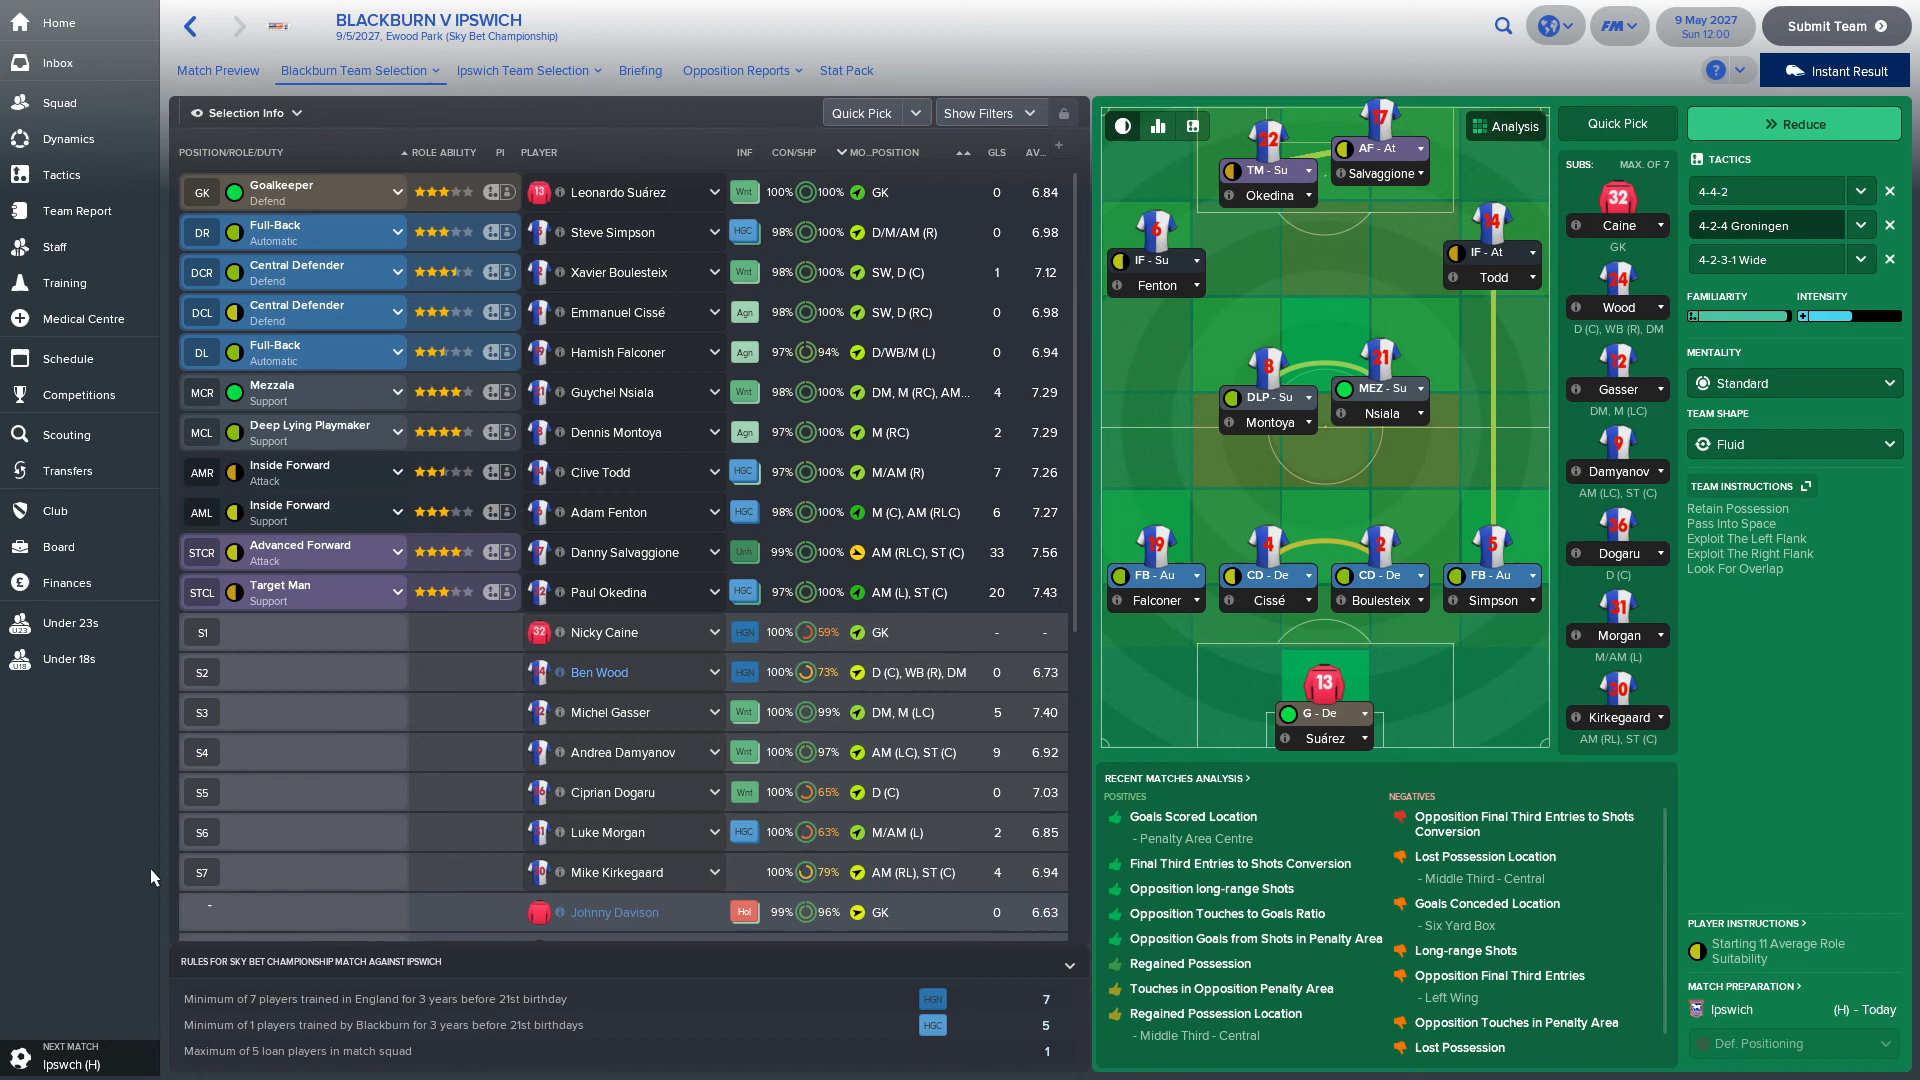 Home
Inbox
Squad
Dynamics
Tactics
Team Report
Staff
Training
Medical Centre
Schedule
Competitions
Scouting
Transfers
Club
Board
Finances
Under 23s
Under 18s
NEXT MATCH
Ipswch (H)
BLACKBURN V IPSWICH
9/5/2027, Ewood Park (Sky Bet Championship)
FM
9 May 2027
Sun 12:00
Submit Team
Match Preview
Blackburn Team Selection
Ipswich Team Selection
Briefing
Opposition Reports
Stat Pack
?
Instant Result
Selection Info
Quick Pick
Show Filters
POSITION/ROLE/DUTY ROLE ABILITY PI PLAYER INF CON/SHP MO... POSITION GLS AV...
GK Goalkeeper Defend 13 Leonardo Suárez Wnt 100% 100% GK 0 6.84
DR Full-Back Automatic Steve Simpson HGC 98% 100% D/M/AM (R) 0 6.98
DCR Central Defender Defend Xavier Boulesteix Wnt 98% 100% SW, D (C) 1 7.12
DCL Central Defender Defend Emmanuel Cissé Agn 98% 100% SW, D (RC) 0 6.98
DL Full-Back Automatic Hamish Falconer Agn 97% 94% D/WB/M (L) 0 6.94
MCR Mezzala Support Guychel Nsiala Wnt 98% 100% DM, M (RC), AM... 4 7.29
MCL Deep Lying Playmaker Support Dennis Montoya Agn 97% 100% M (RC) 2 7.29
AMR Inside Forward Attack Clive Todd HGC 97% 100% M/AM (R) 7 7.26
AML Inside Forward Support Adam Fenton HGC 98% 100% M (C), AM (RLC) 6 7.27
STCR Advanced Forward Attack Danny Salvaggione Unh 99% 100% AM (RLC), ST (C) 33 7.56
STCL Target Man Support Paul Okedina HGC 97% 100% AM (L), ST (C) 20 7.43
S1 32 Nicky Caine HGN 100% 59% GK - -
S2 Ben Wood HGN 100% 73% D (C), WB (R), DM 0 6.73
S3 Michel Gasser Wnt 100% 99% DM, M (LC) 5 7.40
S4 Andrea Damyanov Wnt 100% 97% AM (LC), ST (C) 9 6.92
S5 Ciprian Dogaru Wnt 100% 65% D (C) 0 7.03
S6 Luke Morgan HGC 100% 63% M/AM (L) 2 6.85
S7 Mike Kirkegaard 100% 79% AM (RL), ST (C) 4 6.94
- Johnny Davison Hol 99% 96% GK 0 6.63
RULES FOR SKY BET CHAMPIONSHIP MATCH AGAINST IPSWICH
Minimum of 7 players trained in England for 3 years before 21st birthday HGN 7
Minimum of 1 players trained by Blackburn for 3 years before 21st birthdays HGC 5
Maximum of 5 loan players in match squad 1
Analysis
22
TM - Su
Okedina
17
AF - At
Salvaggione
6
IF - Su
Fenton
14
IF - At
Todd
8
DLP - Su
Montoya
21
MEZ - Su
Nsiala
19
FB - Au
Falconer
4
CD - De
Cissé
2
CD - De
Boulesteix
5
FB - Au
Simpson
13
G - De
Suárez
Quick Pick
SUBS: MAX. OF 7
32
Caine
GK
24
Wood
D (C), WB (R), DM
12
Gasser
DM, M (LC)
9
Damyanov
AM (LC), ST (C)
36
Dogaru
D (C)
31
Morgan
M/AM (L)
30
Kirkegaard
AM (RL), ST (C)
Reduce
TACTICS
4-4-2
4-2-4 Groningen
4-2-3-1 Wide
FAMILIARITY INTENSITY
MENTALITY
Standard
TEAM SHAPE
Fluid
TEAM INSTRUCTIONS
Retain Possession
Pass Into Space
Exploit The Left Flank
Exploit The Right Flank
Look For Overlap
PLAYER INSTRUCTIONS >
Starting 11 Average Role
Suitability
MATCH PREPARATION >
Ipswich (H) - Today
Def. Positioning
RECENT MATCHES ANALYSIS >
POSITIVES
Goals Scored Location
- Penalty Area Centre
Final Third Entries to Shots Conversion
Opposition long-range Shots
Opposition Touches to Goals Ratio
Opposition Goals from Shots in Penalty Area
Regained Possession
Touches in Opposition Penalty Area
Regained Possession Location
- Middle Third - Central
NEGATIVES
Opposition Final Third Entries to Shots
Conversion
Lost Possession Location
- Middle Third - Central
Goals Conceded Location
- Six Yard Box
Long-range Shots
Opposition Final Third Entries
- Left Wing
Opposition Touches in Penalty Area
Lost Possession